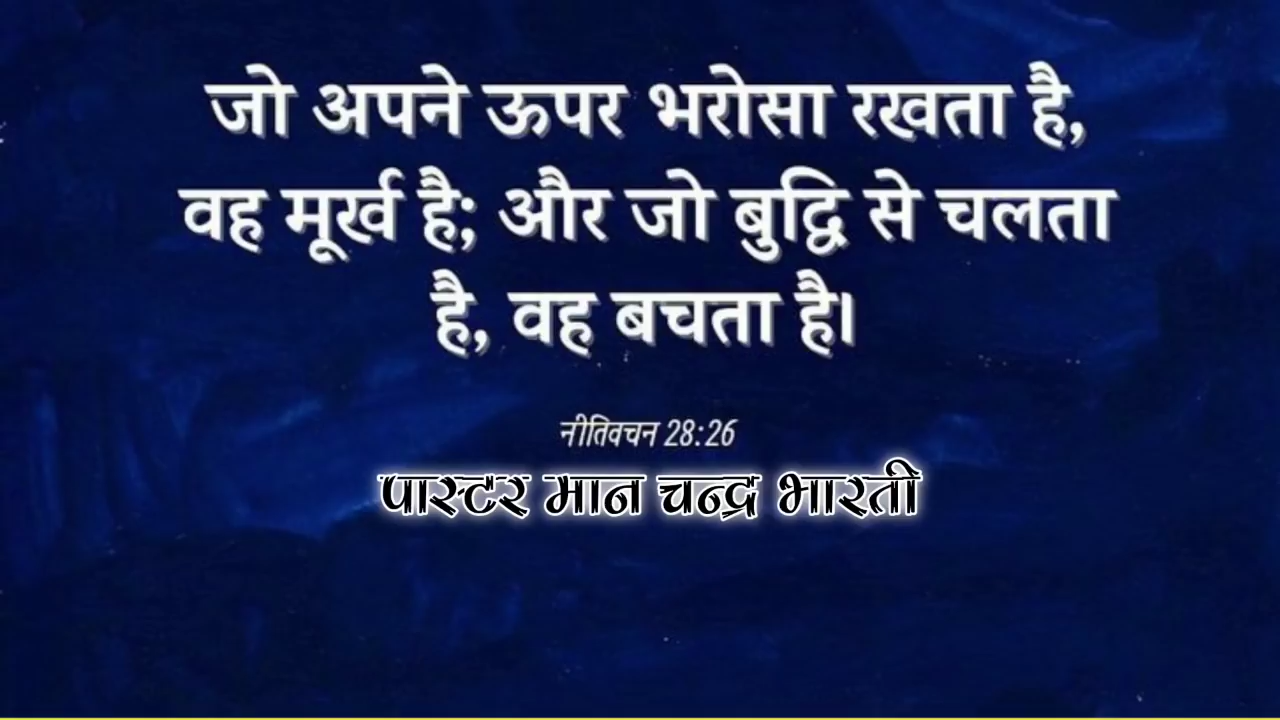 जो अपने ऊपर भरोसा रखता है,
वह मूर्ख है; और जो बुद्धि से चलता
है, वह बचता है।
नीतिवचन 28:26
पास्टर मान चन्द्र भारती